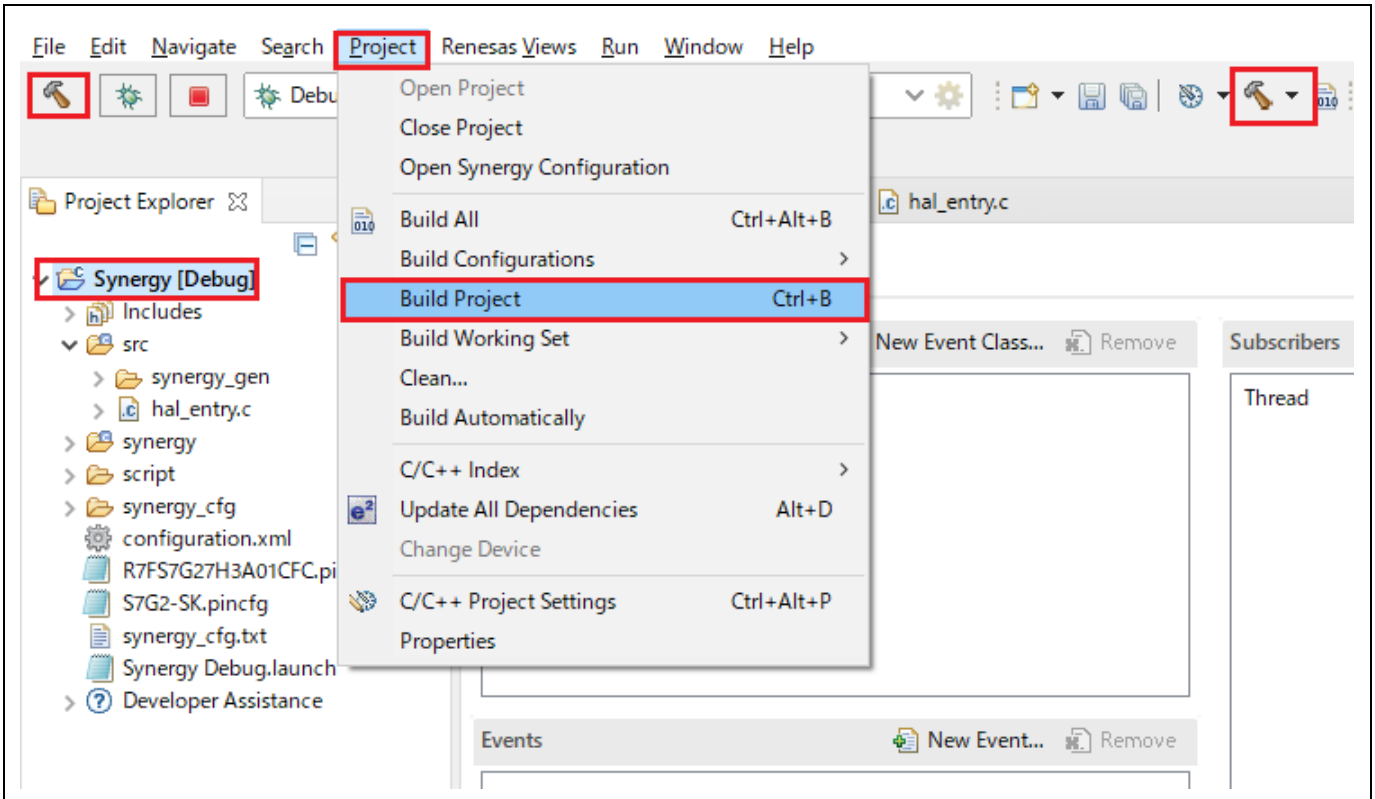 File Edit Navigate Search Project Renesas Views Run Window Help
Debu
010
Open Project
Close Project
Open Synergy Configuration
010 Build All Ctrl+Alt+B
Build Configurations
Build Project Ctrl+B
Build Working Set
Clean...
Build Automatically
C/C++ Index
e² Update All Dependencies Alt+D
Change Device
C/C++ Project Settings Ctrl+Alt+P
Properties
Project Explorer
Synergy [Debug]
Includes
src
synergy_gen
hal_entry.c
synergy
script
synergy_cfg
configuration.xml
R7FS7G27H3A01CFC.pi
S7G2-SK.pincfg
synergy_cfg.txt
Synergy Debug.launch
Developer Assistance
hal_entry.c
New Event Class... Remove
Subscribers
Thread
Events New Event... Remove